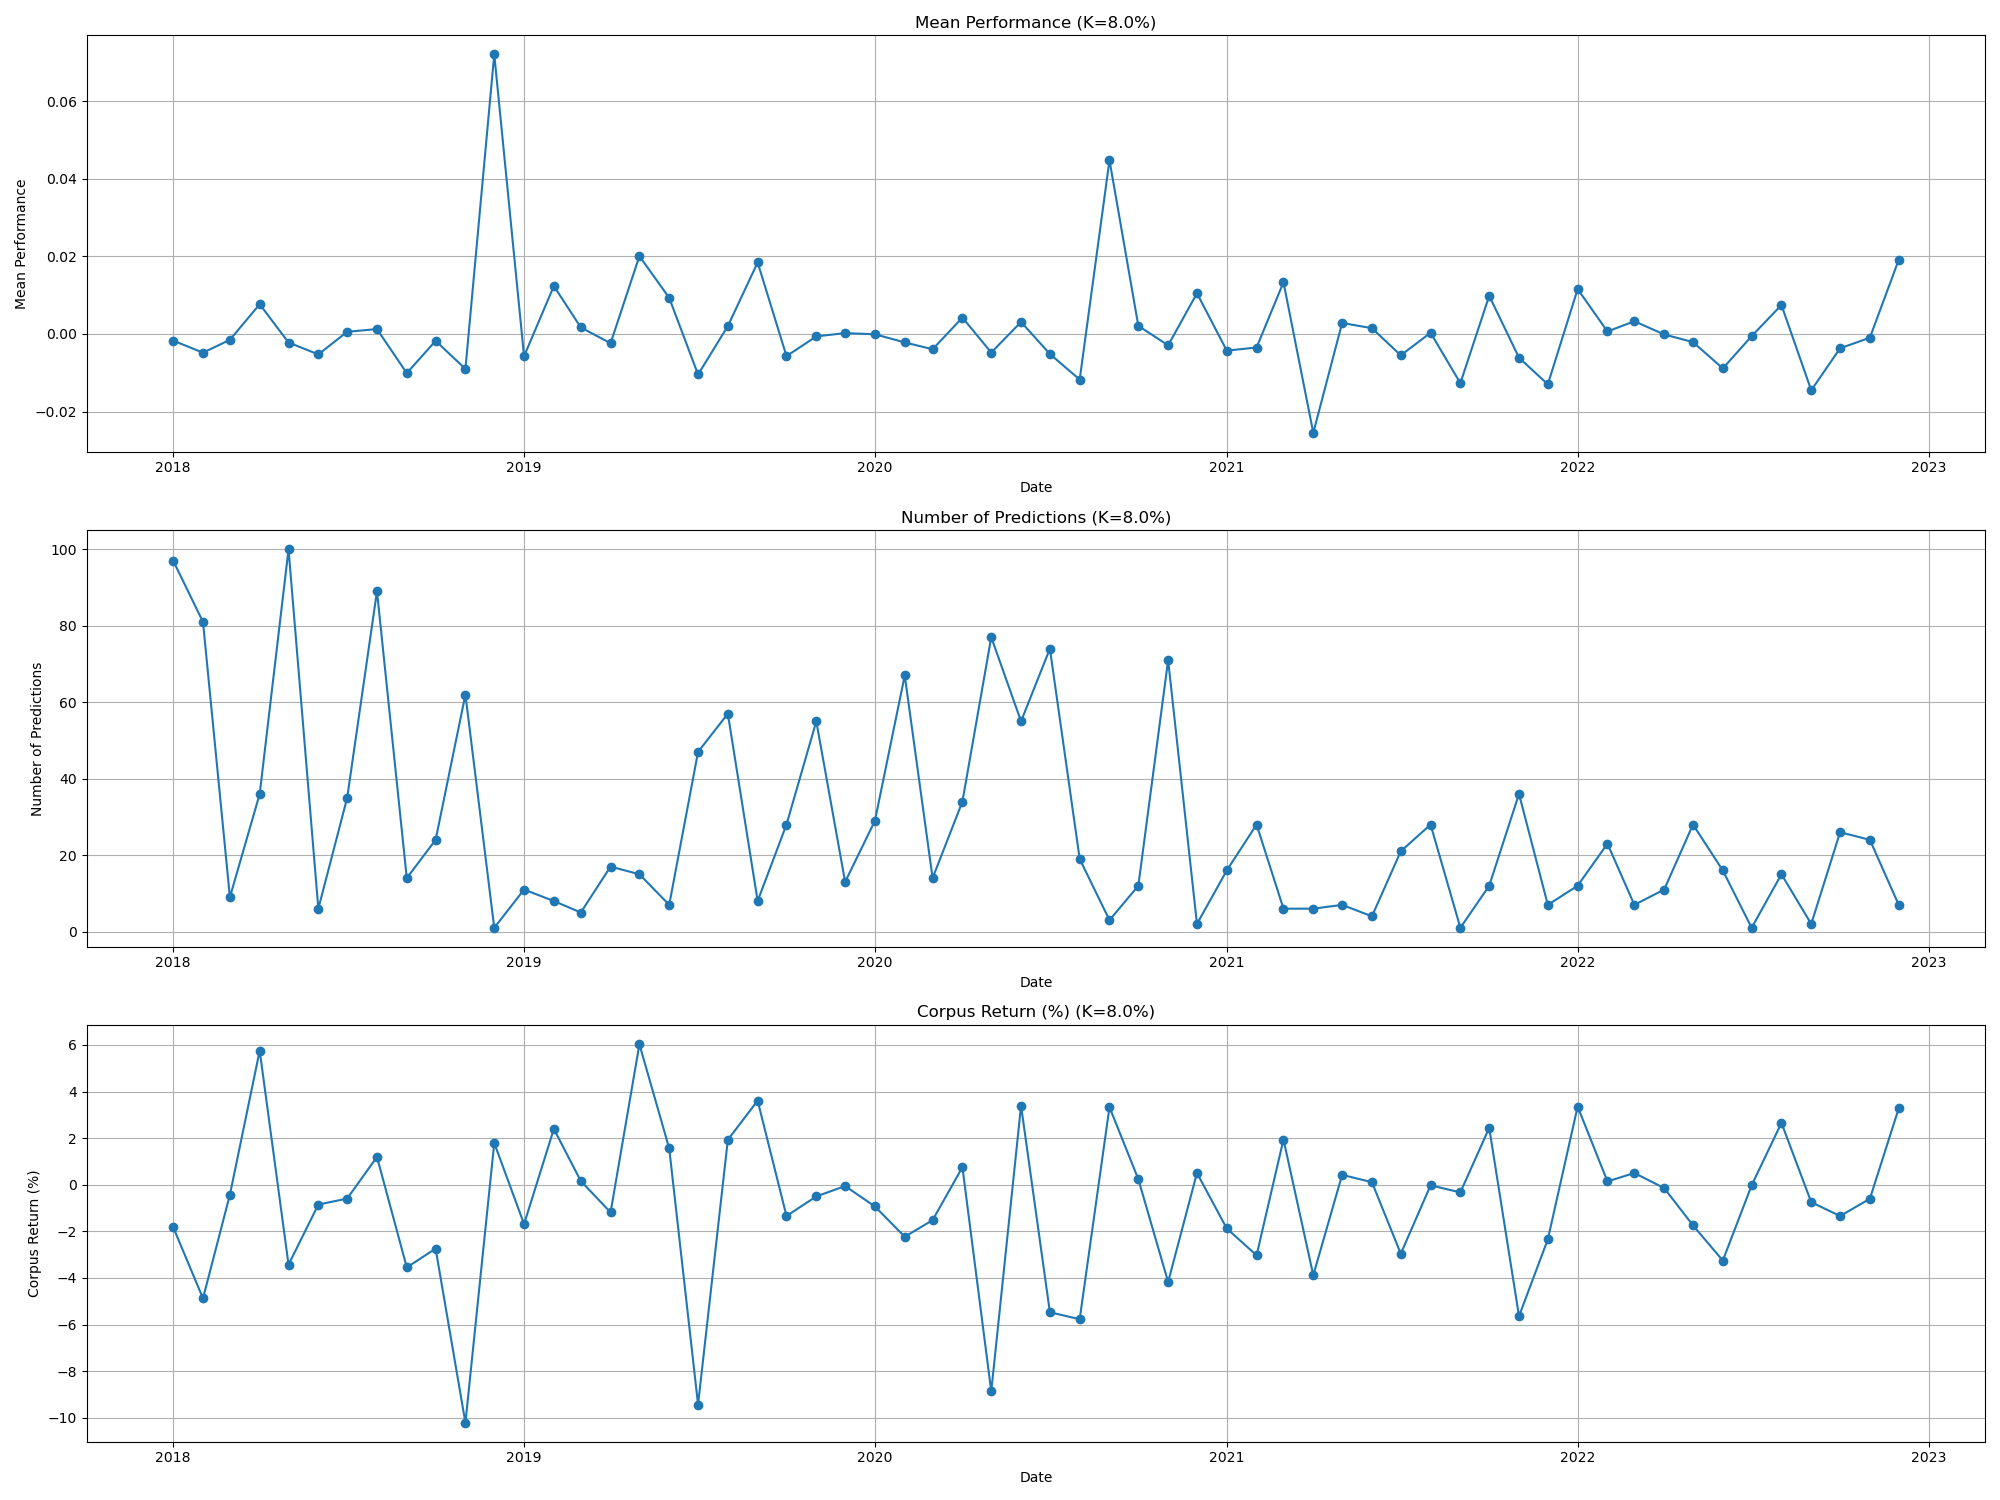 Mean Performance (K=8.0%)
Mean Performance
0.06
0.04
0.02
0.00
−0.02
2018 2019 2020 2021 2022 2023
Date
Number of Predictions (K=8.0%)
Number of Predictions
100
80
60
40
20
0
2018 2019 2020 2021 2022 2023
Date
Corpus Return (%) (K=8.0%)
Corpus Return (%)
6
4
2
0
−2
−4
−6
−8
−10
2018 2019 2020 2021 2022 2023
Date